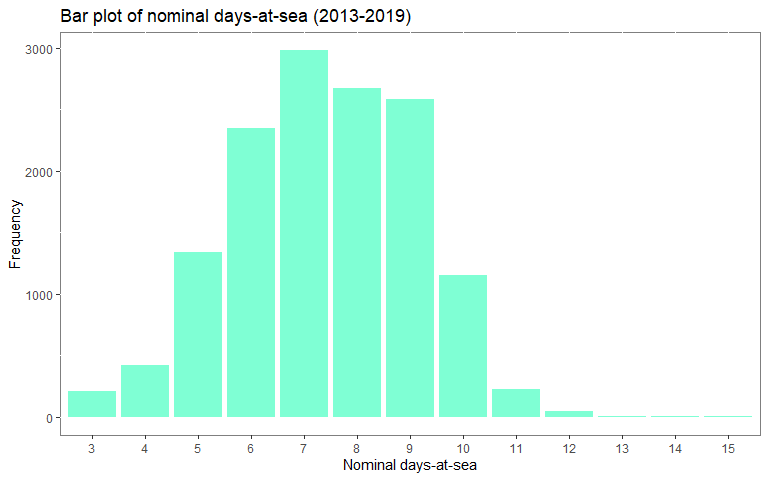 Bar plot of nominal days-at-sea (2013-2019)
3000
2000
1000
0
Frequency
3 4 5 6 7 8 9 10 11 12 13 14 15
Nominal days-at-sea